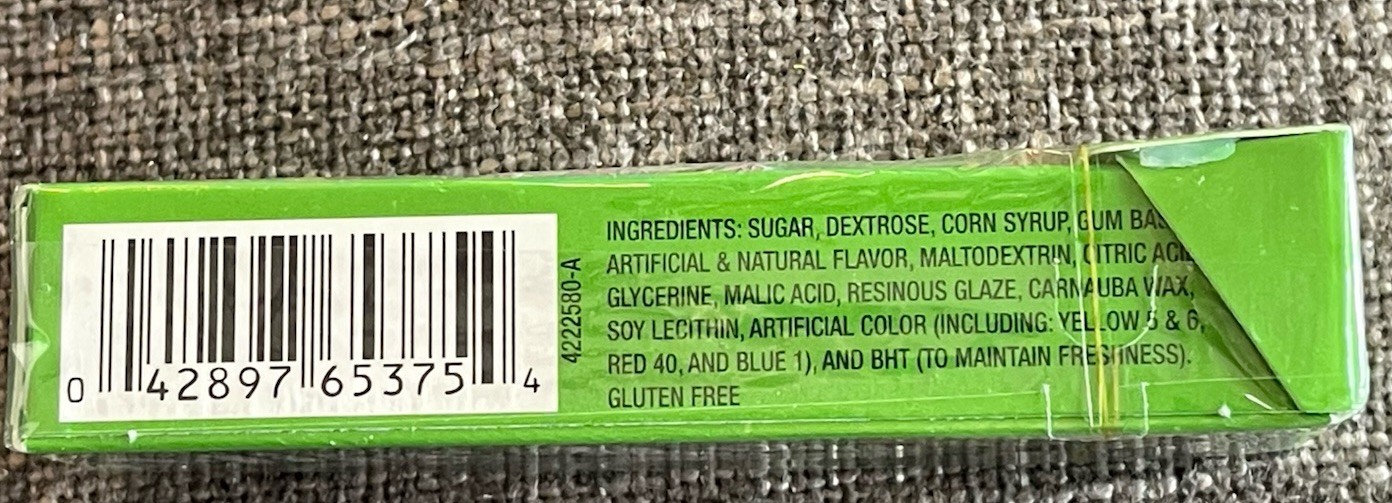 INGREDIENTS: SUGAR, DEXTROSE, CORN SYRUP, GUM
ARTIFICIAL & NATURAL FLAVOR, MALTODEXTRIN, CITRIC ACID
GLYCERINE, MALIC ACID, RESINOUS GLAZE, CARNAUBA WAX,
SOY LECITHIN, ARTIFICIAL COLOR (INCLUDING: YELLOW 5 & 6,
RED 40, AND BLUE 1), AND BHT (TO MAINTAIN FRESHNESS).
GLUTEN FREE
4222580-A
0 42897 65375 4